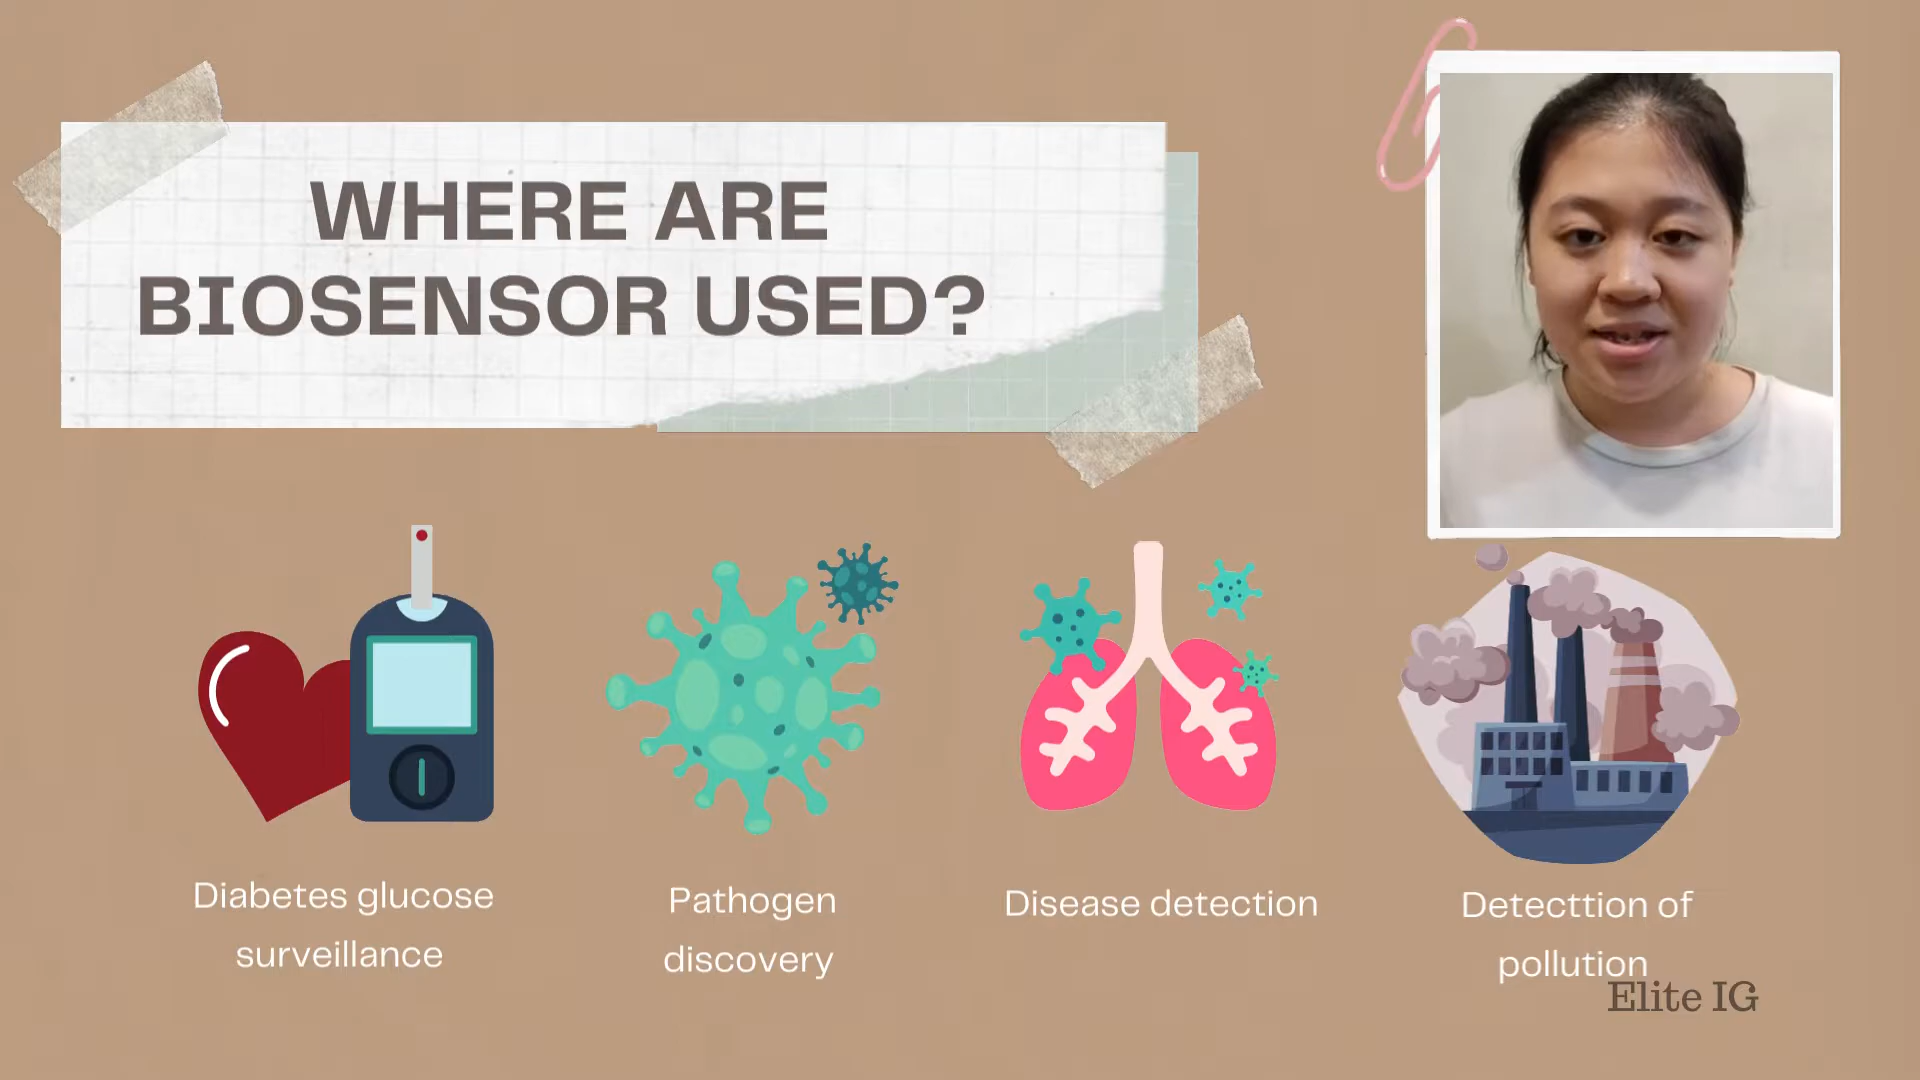 WHERE ARE
BIOSENSOR USED?
Diabetes glucose
surveillance
Pathogen
discovery
Disease detection
Detecttion of
pollution
Elite IG